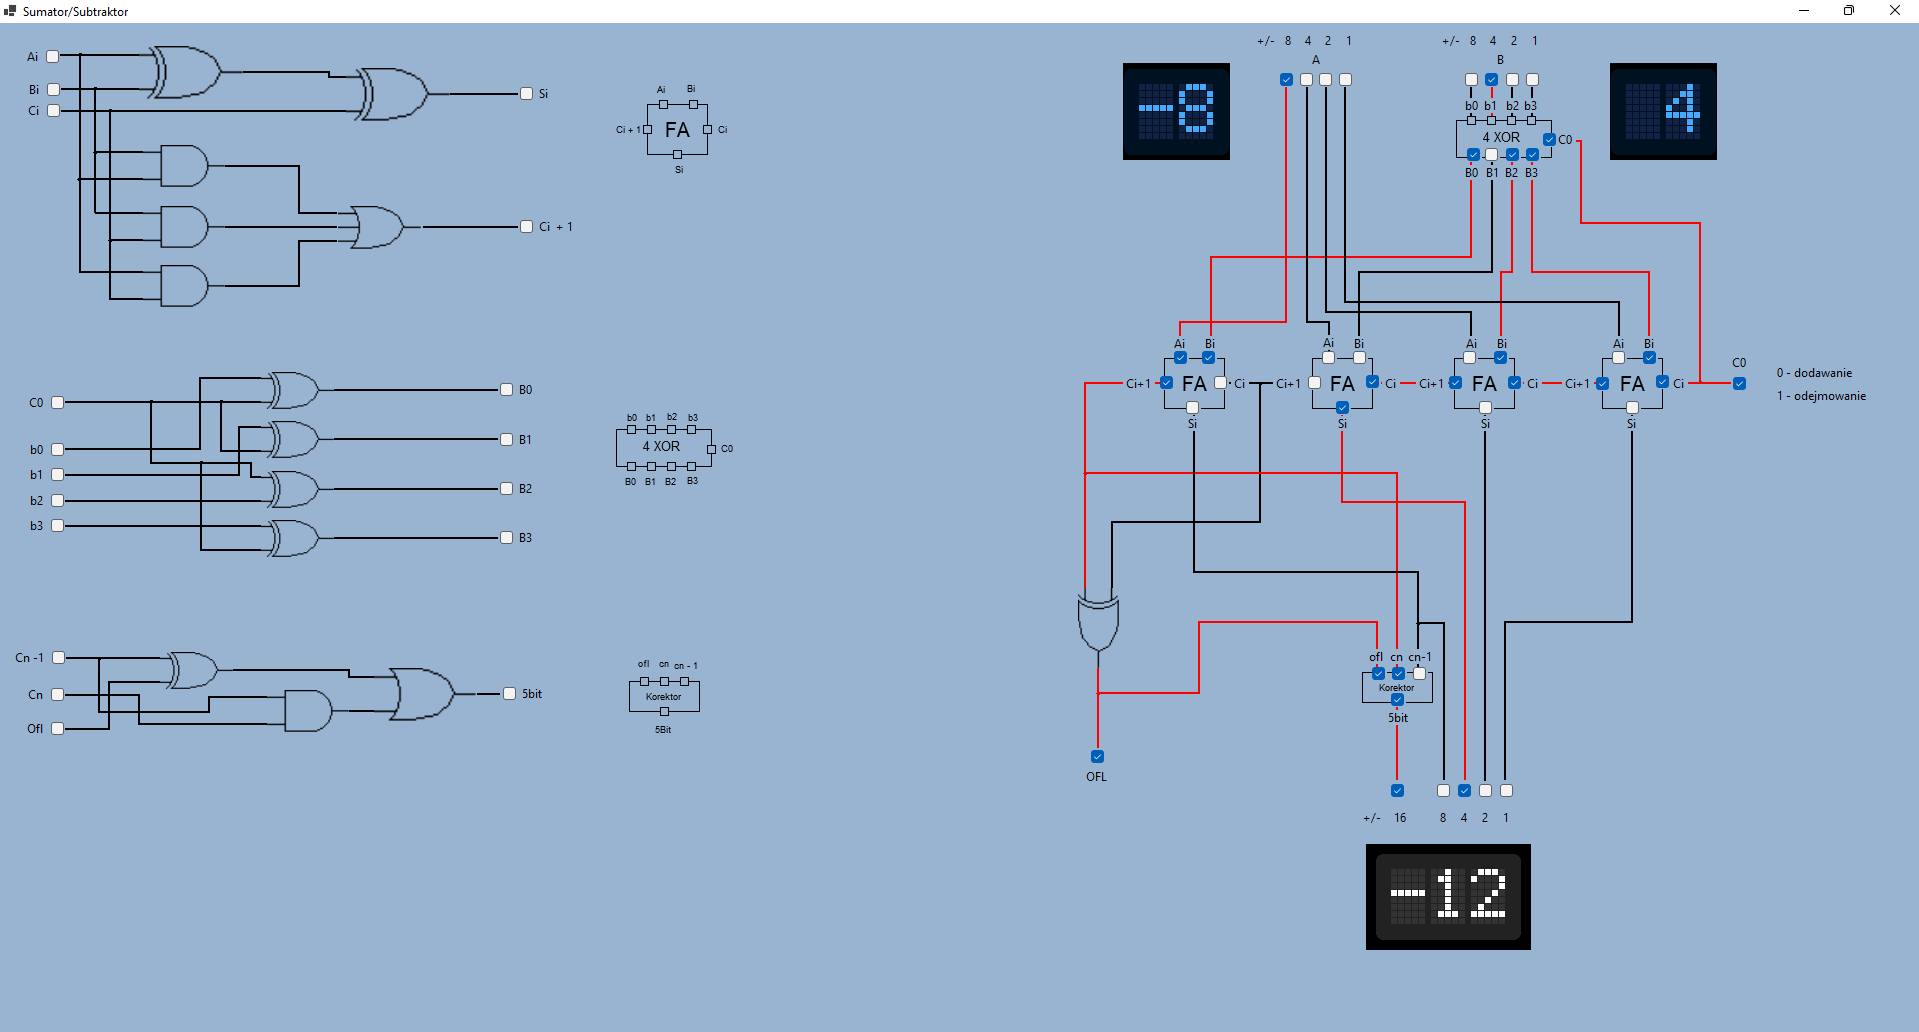 Sumator/Subtraktor
Ai
Bi
Ci
Si
Ci + 1
Ai Bi
Ci + 1 FA Ci
Si
C0
b0
b1
b2
b3
B0
B1
B2
B3
b0 b1 b2 b3
4 XOR C0
B0 B1 B2 B3
Cn -1
Cn
Ofl
5bit
ofl cn cn - 1
Korektor
5Bit
+/- 8 4 2 1
A
+/- 8 4 2 1
B
-8
4
b0 b1 b2 b3
4 XOR C0
B0 B1 B2 B3
Ai Bi Ai Bi Ai Bi Ai Bi
Ci+1 FA Ci Ci+1 FA Ci Ci+1 FA Ci Ci+1 FA Ci
Si Si Si Si
C0
0 - dodawanie
1 - odejmowanie
ofl cn cn-1
Korektor
5bit
OFL
+/- 16 8 4 2 1
-12